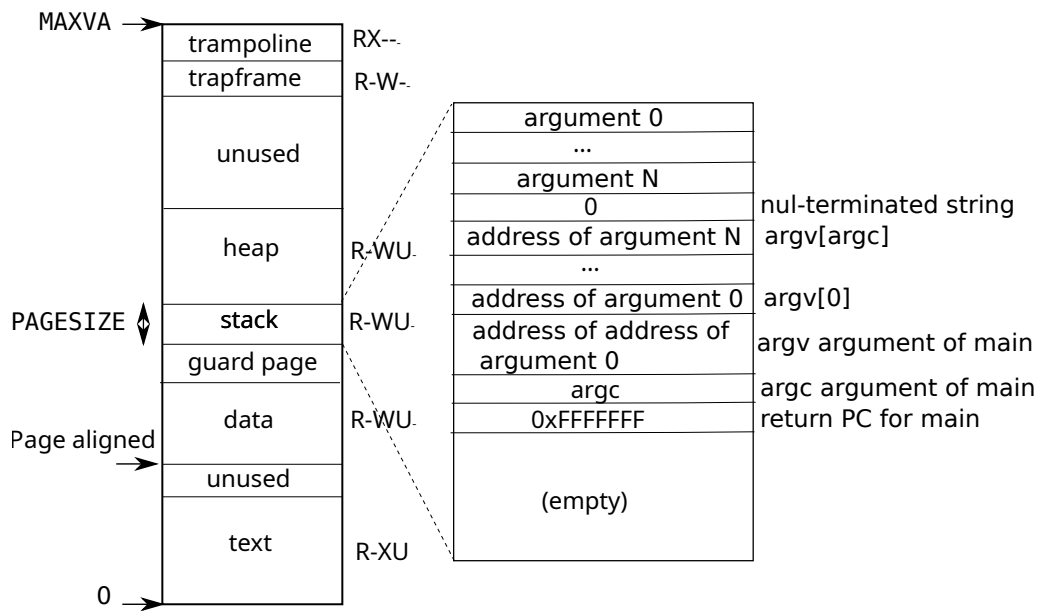 MAXVA
trampoline RX--
trapframe R-W-
unused
heap R-WU
PAGESIZE stack R-WU
guard page
data R-WU
Page aligned
unused
text R-XU
0
argument 0
...
argument N
0 nul-terminated string
address of argument N argv[argc]
...
address of argument 0 argv[0]
address of address of
argument 0 argv argument of main
argc argc argument of main
0xFFFFFFF return PC for main
(empty)